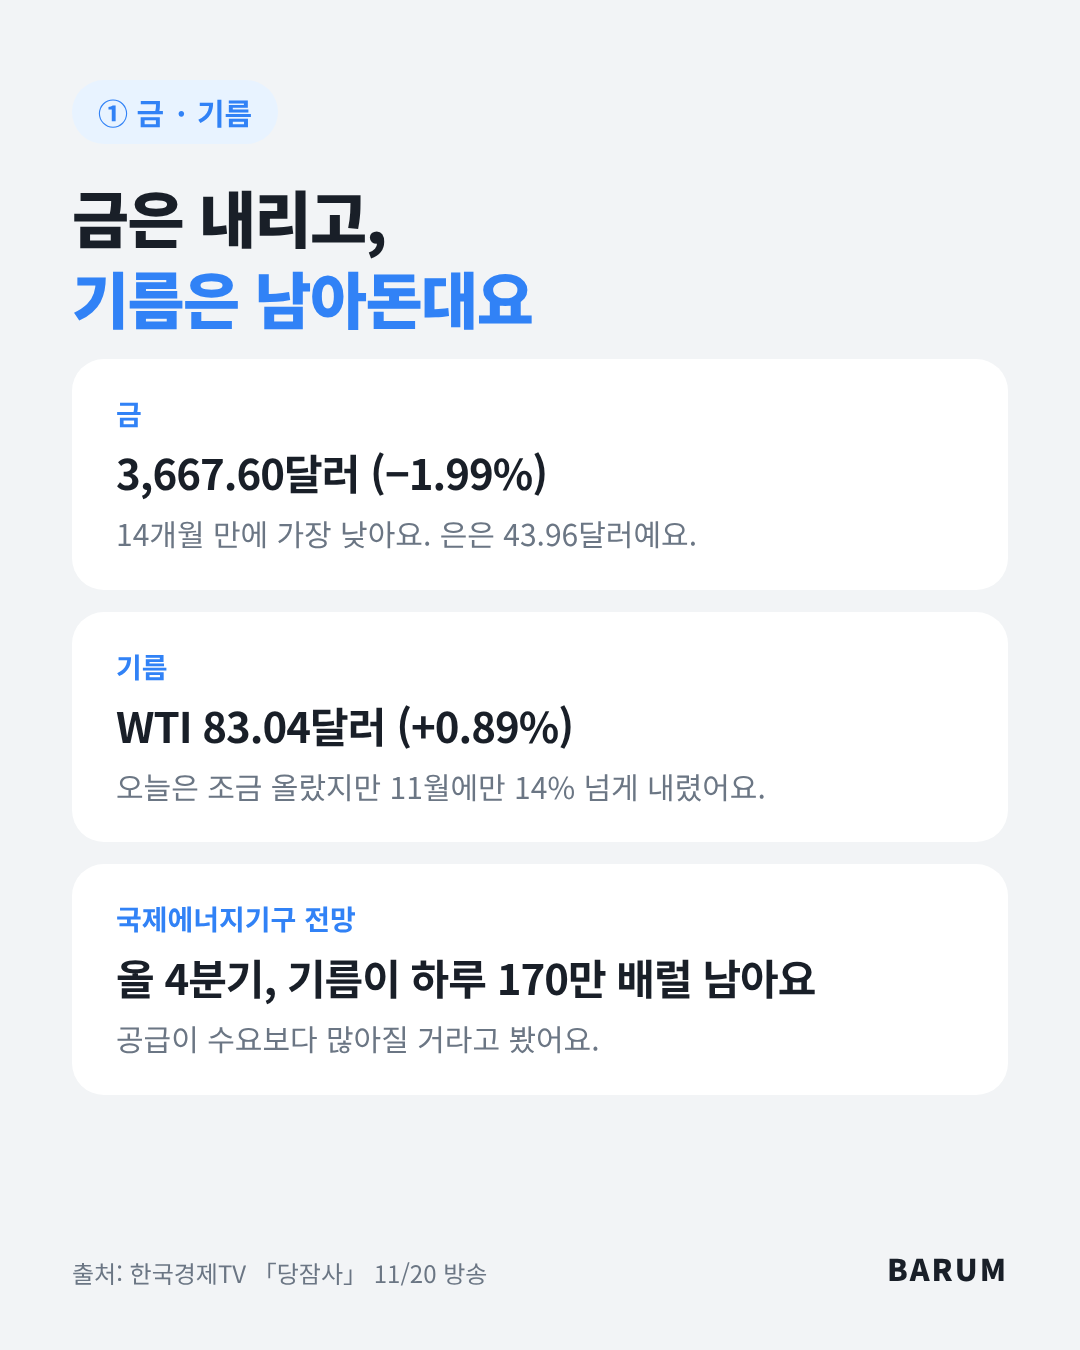 ① 금 · 기름
금은 내리고,
기름은 남아돈대요
금
3,667.60달러 (−1.99%)
14개월 만에 가장 낮아요. 은은 43.96달러예요.
기름
WTI 83.04달러 (+0.89%)
오늘은 조금 올랐지만 11월에만 14% 넘게 내렸어요.
국제에너지기구 전망
올 4분기, 기름이 하루 170만 배럴 남아요
공급이 수요보다 많아질 거라고 봤어요.
출처: 한국경제TV 「당잠사」 11/20 방송
BARUM